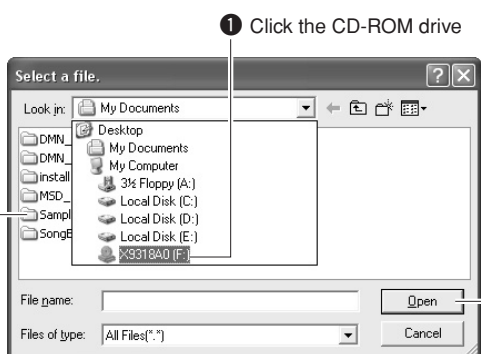 ❶ Click the CD-ROM drive
Select a file.
Look in: My Documents
Desktop
My Documents
My Computer
3½ Floppy (A:)
Local Disk (C:)
Local Disk (D:)
Local Disk (E:)
X9318A0 (F:)
DMN_
DMN_
install
MSD_
Sampl
SongE
File name:
Open
Files of type: All Files(*.*)
Cancel